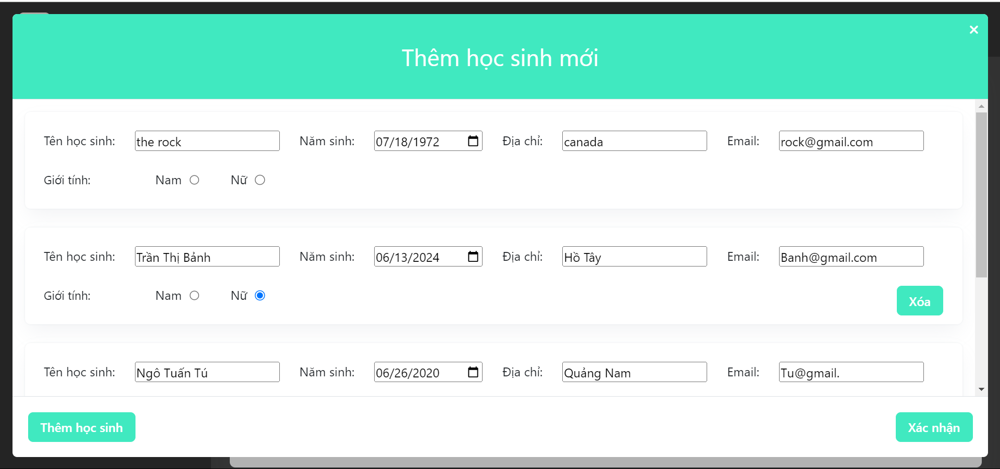 Thêm học sinh mới
Tên học sinh: the rock Năm sinh: 07/18/1972 Địa chỉ: canada Email: rock@gmail.com
Giới tính: Nam Nữ
Tên học sinh: Trần Thị Bảnh Năm sinh: 06/13/2024 Địa chỉ: Hồ Tây Email: Banh@gmail.com
Giới tính: Nam Nữ
Xóa
Tên học sinh: Ngô Tuấn Tú Năm sinh: 06/26/2020 Địa chỉ: Quảng Nam Email: Tu@gmail.
Thêm học sinh Xác nhận